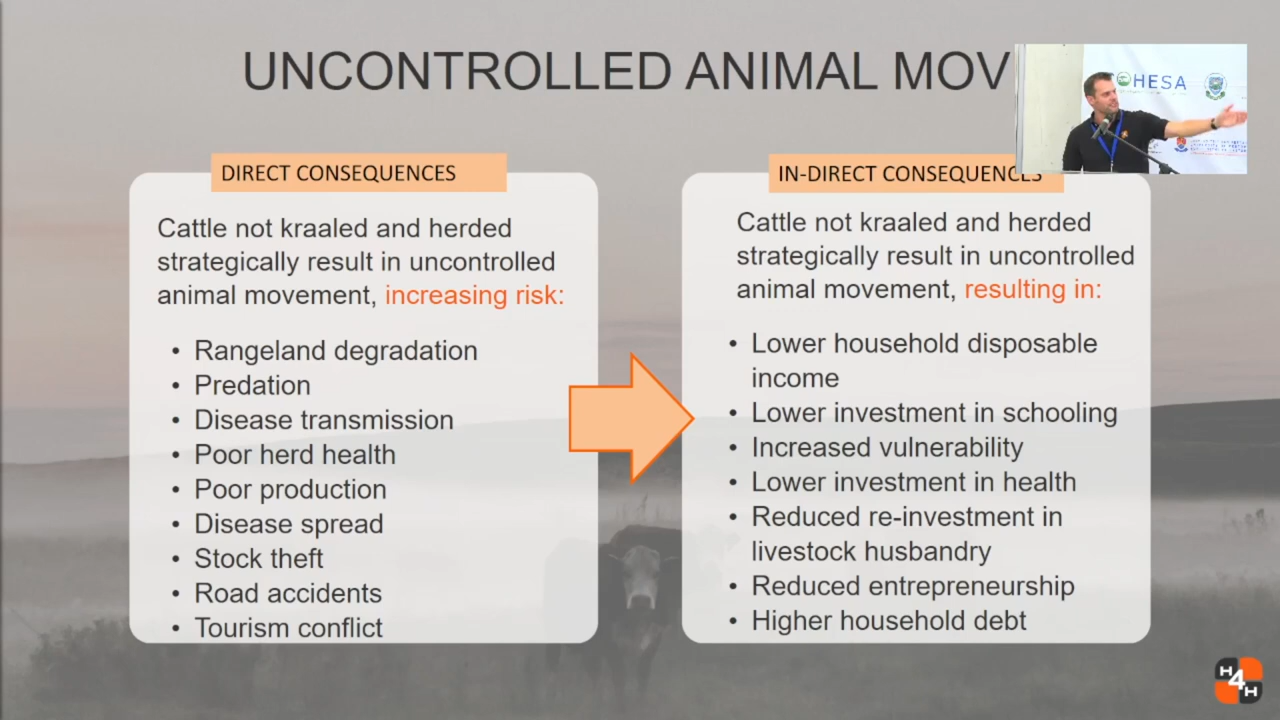 UNCONTROLLED ANIMAL MOV
OHESA
DIRECT CONSEQUENCES
IN-DIRECT CONSEQUENCES
Cattle not kraaled and herded
strategically result in uncontrolled
animal movement, increasing risk:
• Rangeland degradation
• Predation
• Disease transmission
• Poor herd health
• Poor production
• Disease spread
• Stock theft
• Road accidents
• Tourism conflict
Cattle not kraaled and herded
strategically result in uncontrolled
animal movement, resulting in:
• Lower household disposable
income
• Lower investment in schooling
• Increased vulnerability
• Lower investment in health
• Reduced re-investment in
livestock husbandry
• Reduced entrepreneurship
• Higher household debt
H4H